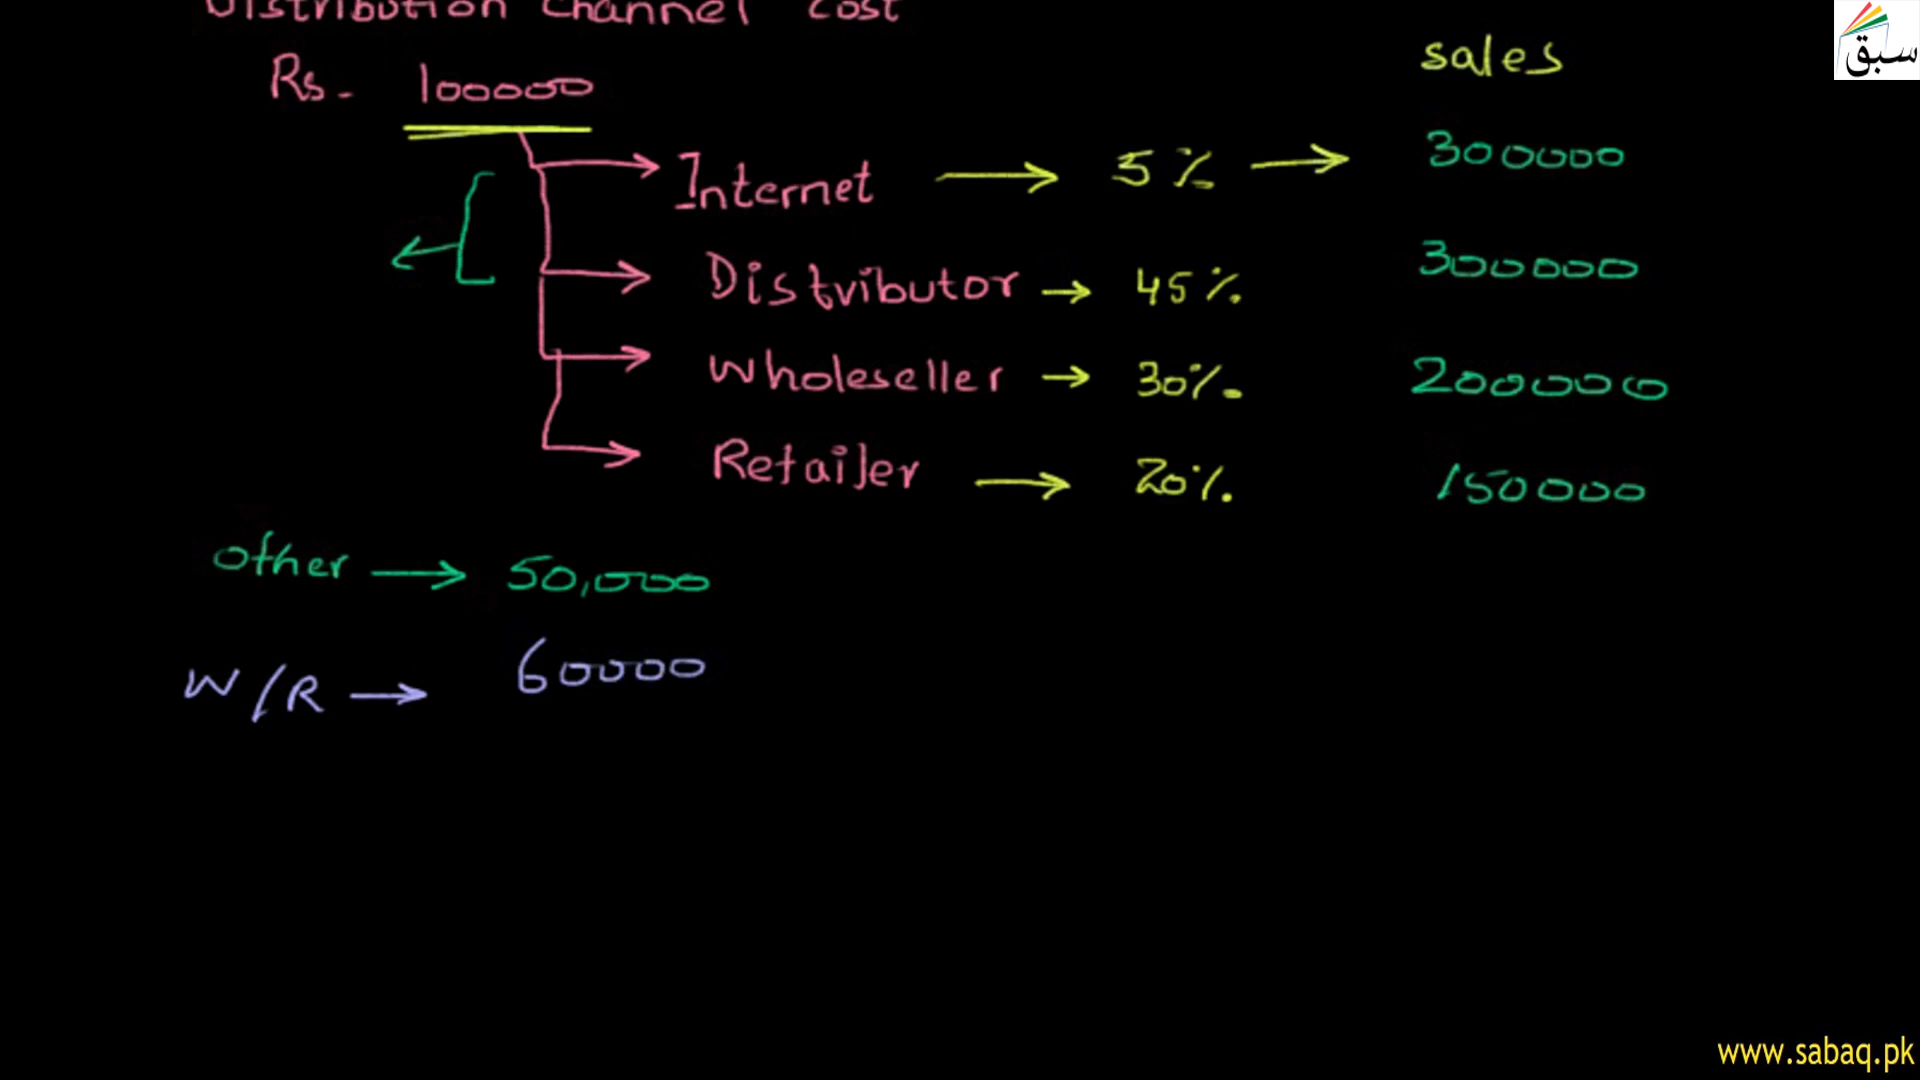 Distribution Channel Cost
sales
سبق
Rs. 100000
Internet → 5% → 300000
Distributor → 45% 300000
Wholeseller → 30% 200000
Retailer → 20% 150000
other → 50,000
W/R → 60000
www.sabaq.pk